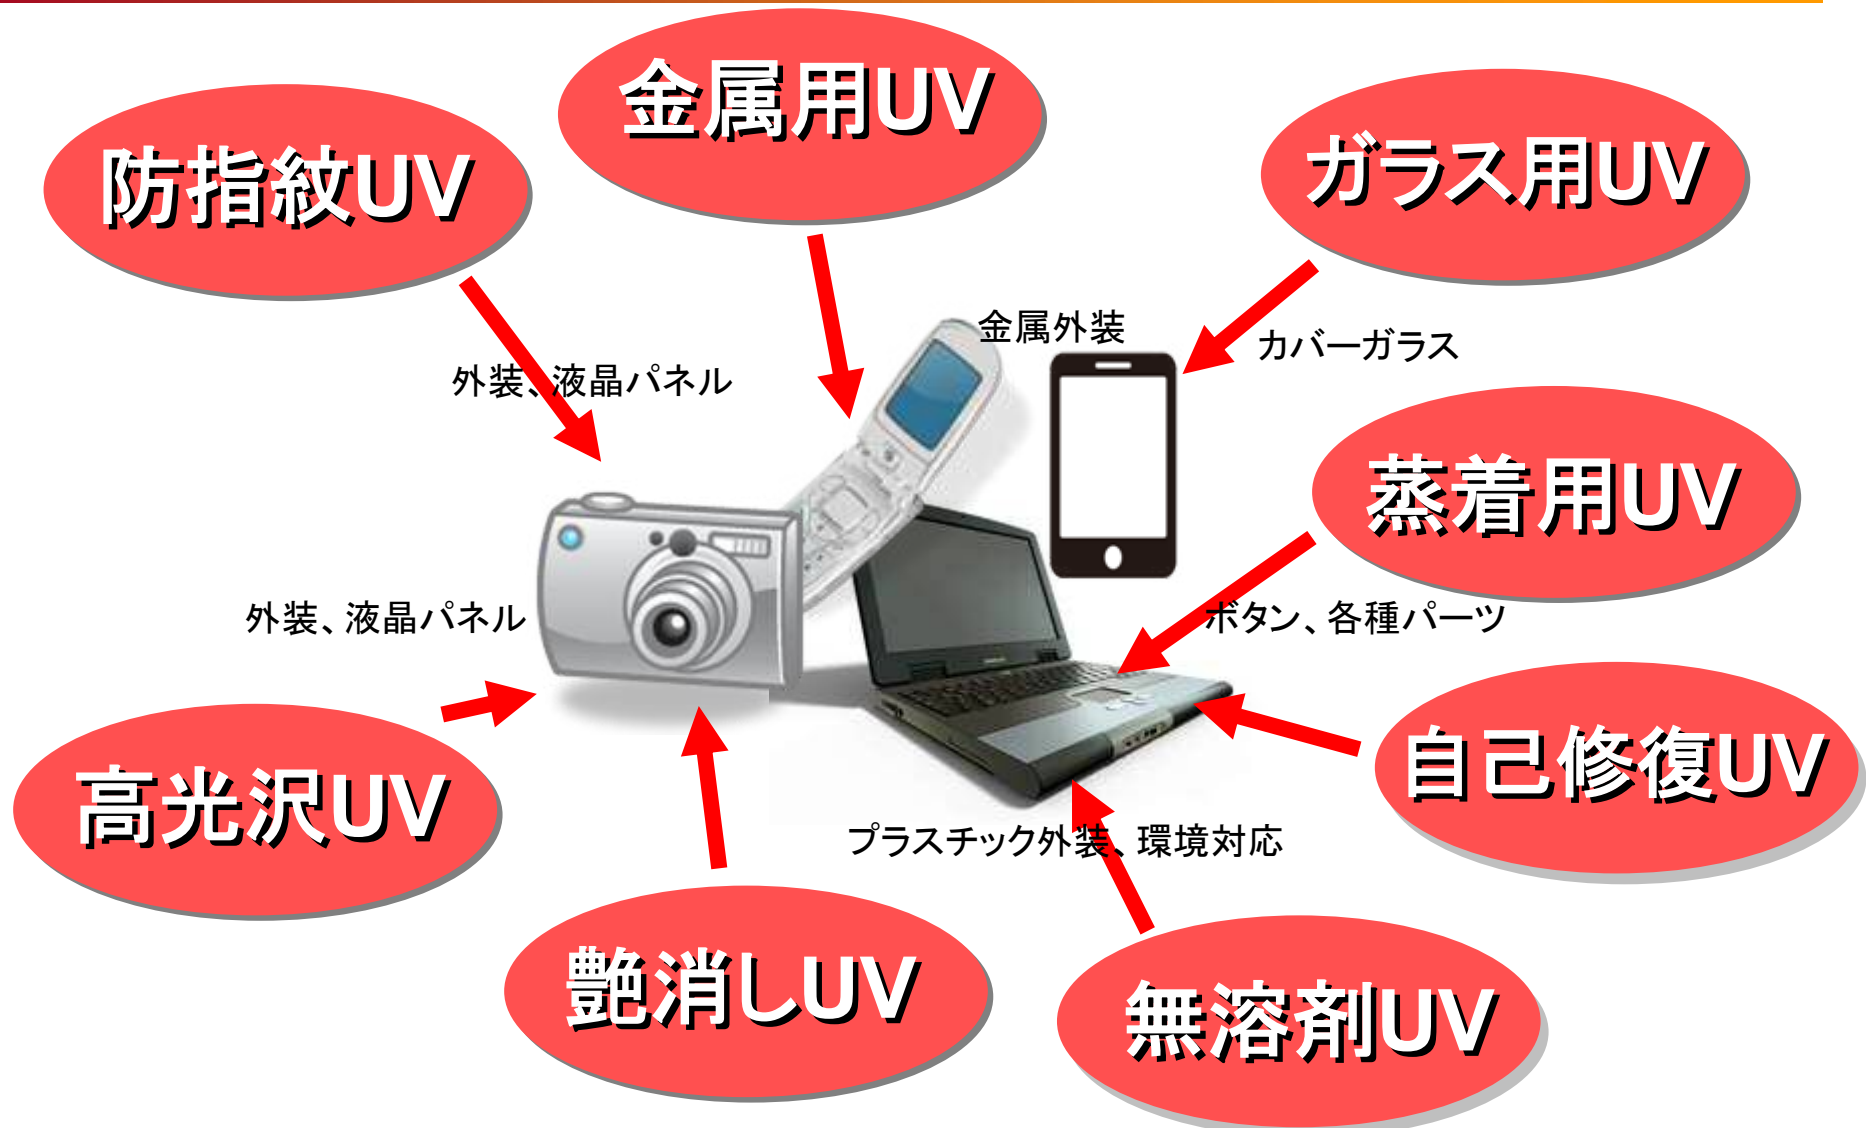 金属用UV
防指紋UV
ガラス用UV
金属外装
カバーガラス
外装、液晶パネル
蒸着用UV
外装、液晶パネル
ボタン、各種パーツ
自己修復UV
高光沢UV
プラスチック外装、環境対応
艶消しUV
無溶剤UV